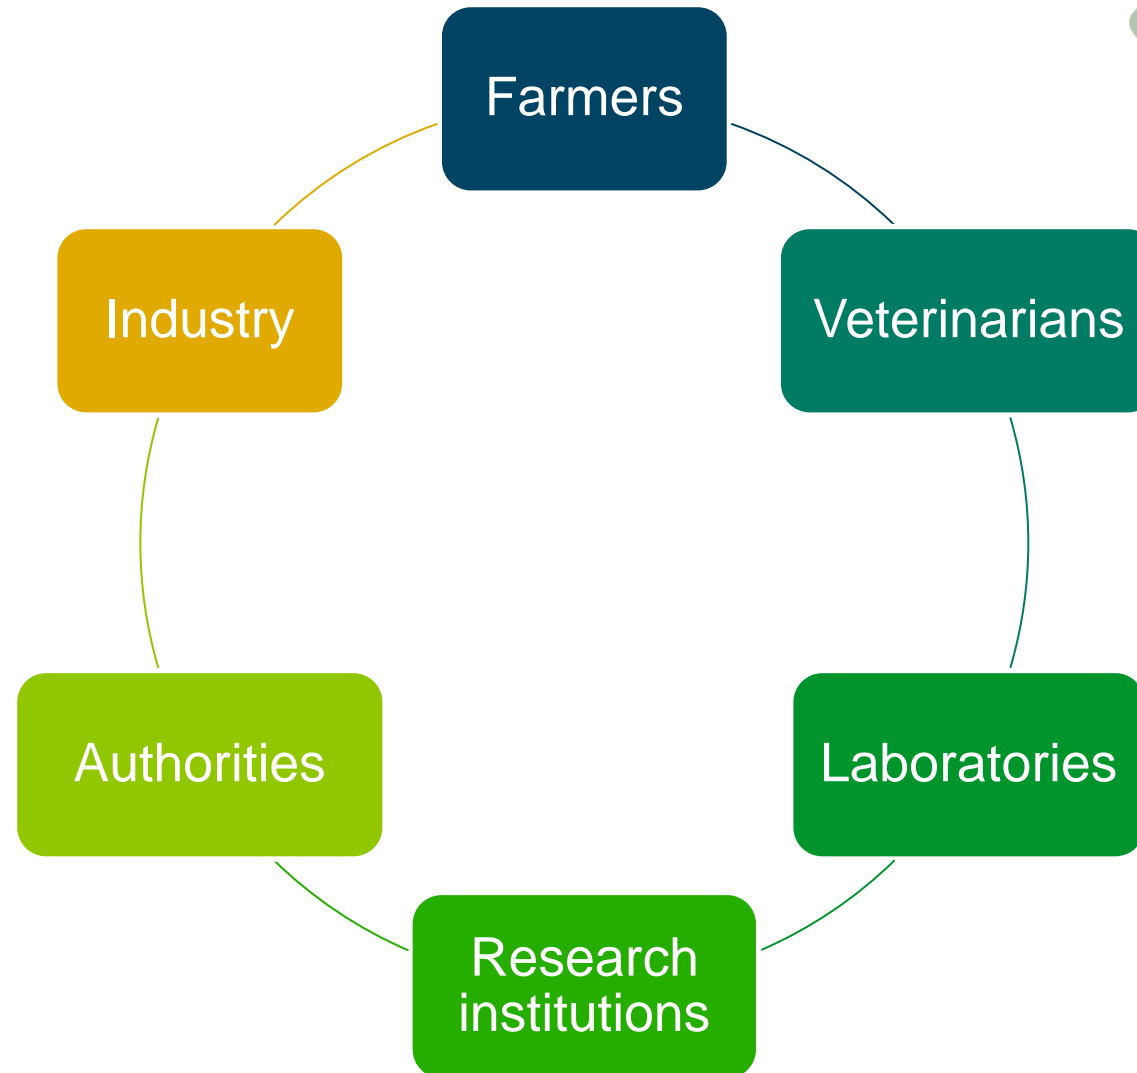 Farmers
Industry
Veterinarians
Authorities
Laboratories
Research
institutions